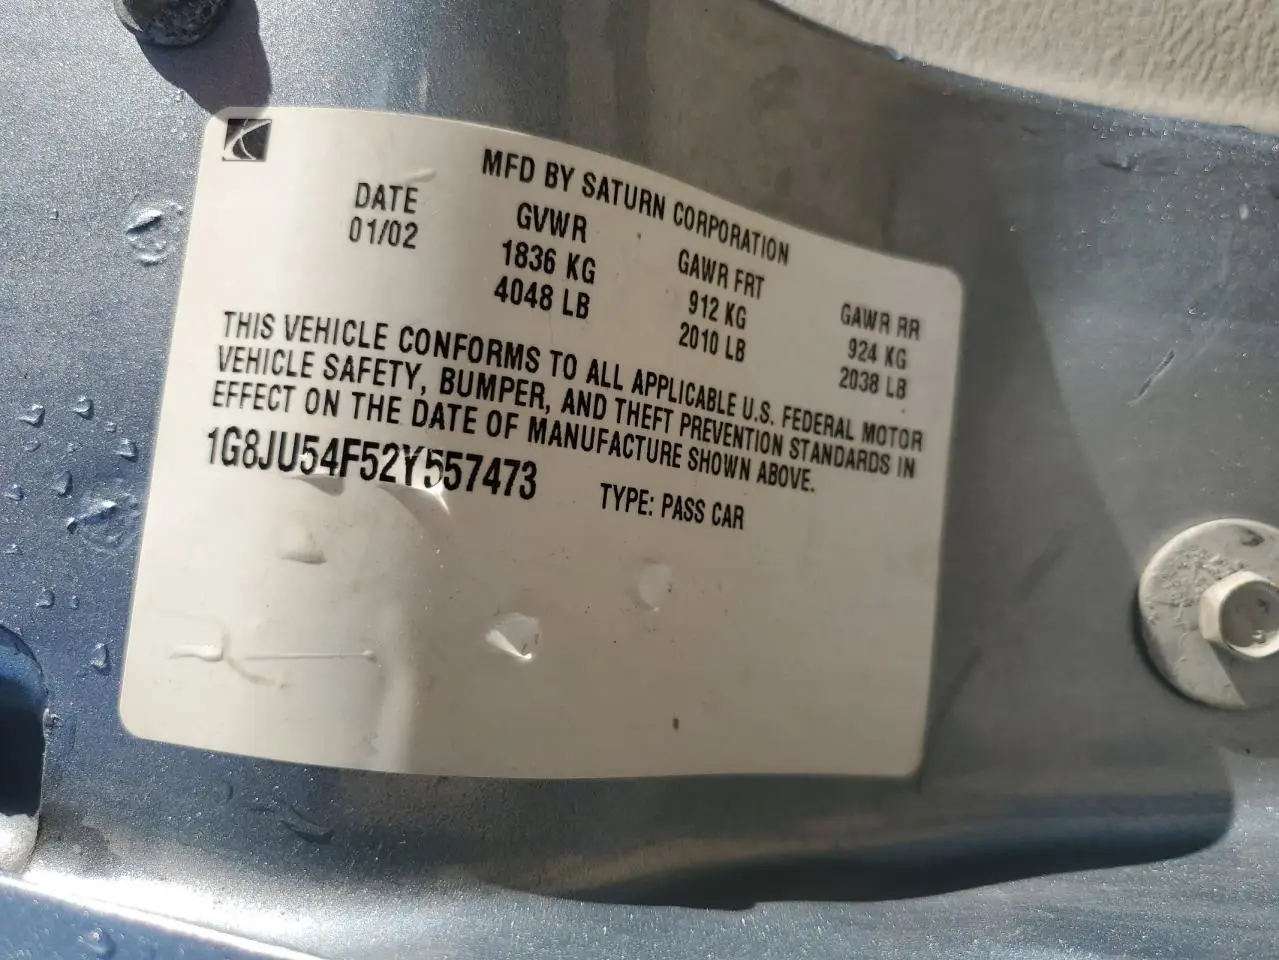 MFD BY SATURN CORPORATION
DATE GVWR GAWR FRT GAWR RR
01/02 1836 KG 912 KG 924 KG
4048 LB 2010 LB 2038 LB
THIS VEHICLE CONFORMS TO ALL APPLICABLE U.S. FEDERAL MOTOR
VEHICLE SAFETY, BUMPER, AND THEFT PREVENTION STANDARDS IN
EFFECT ON THE DATE OF MANUFACTURE SHOWN ABOVE.
1G8JU54F52Y557473 TYPE: PASS CAR